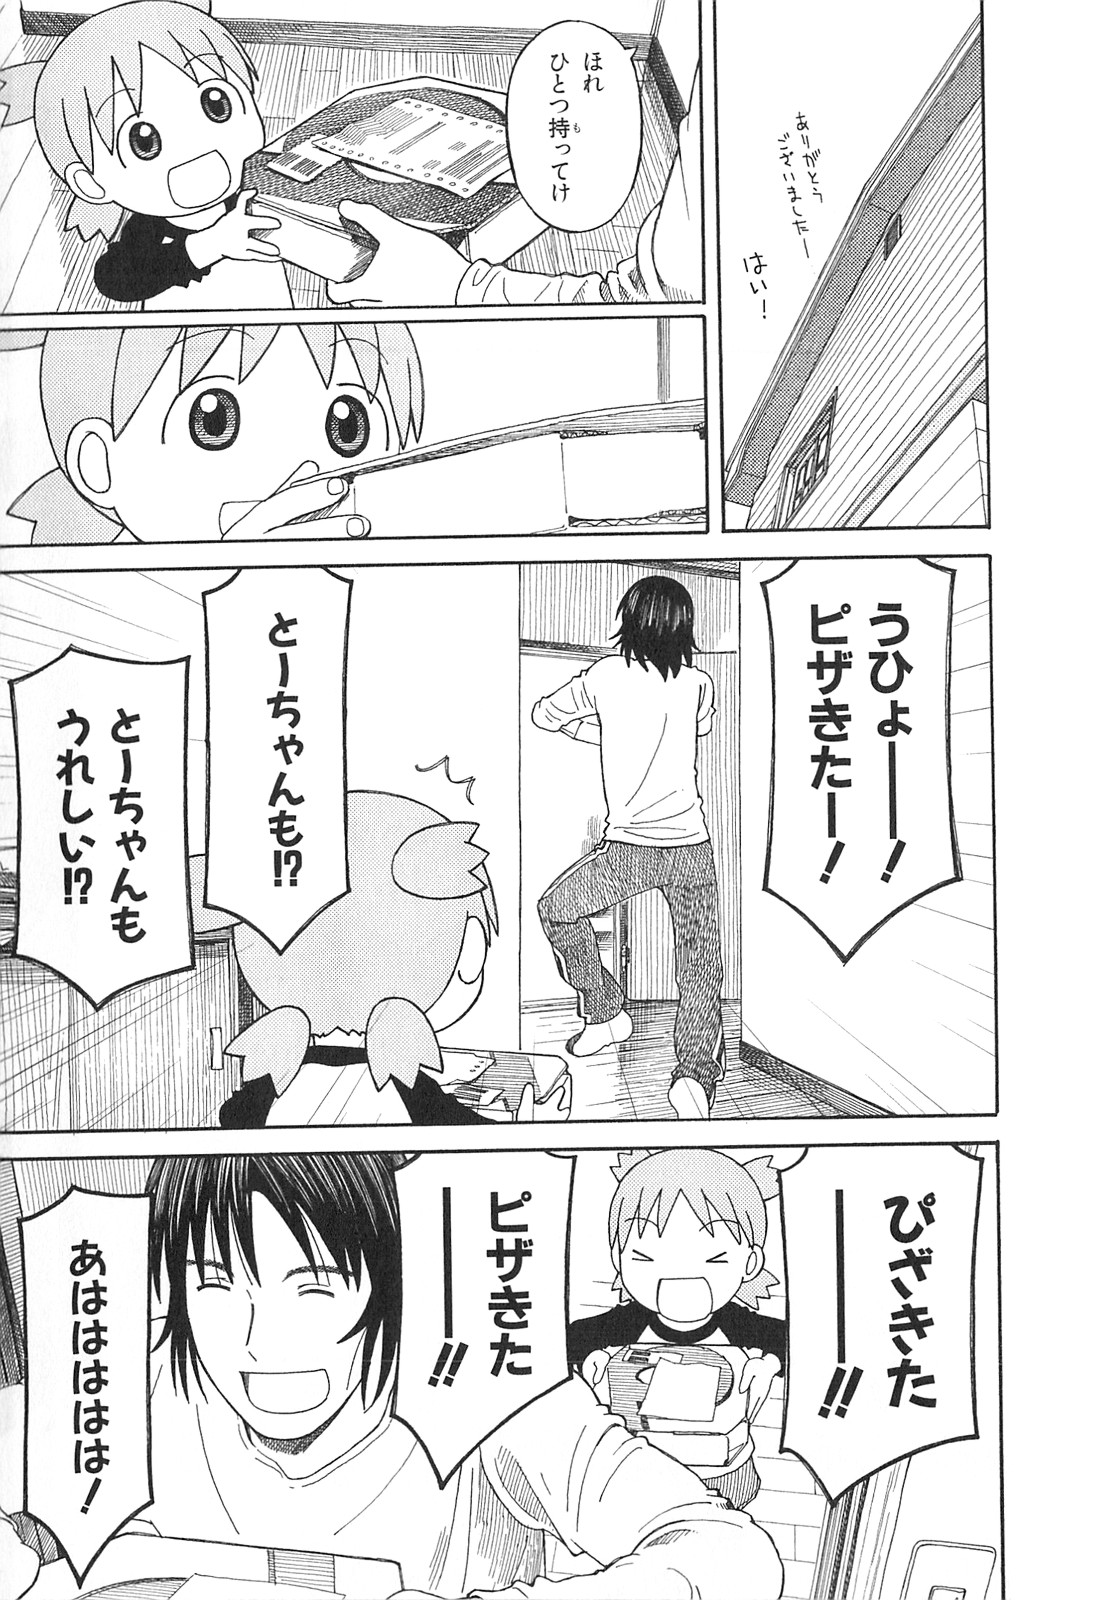 ありがとう
ございましたー
はい！
ほれ
ひとつ持ってけ
も
うひょ――！
ピザきたー！
とーちゃんも!?
とーちゃんも
うれしい!?
ぴざきた
――!!
ピザきた
――!!
あははははは！